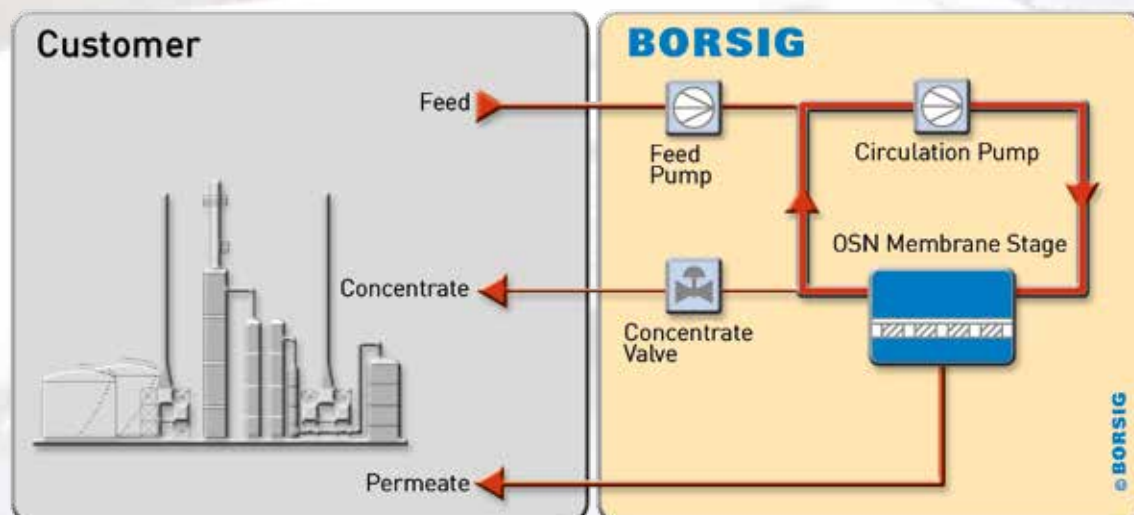 Customer
BORSIG
Feed
Feed
Pump
Circulation Pump
OSN Membrane Stage
Concentrate
Concentrate
Valve
Permeate
© BORSIG